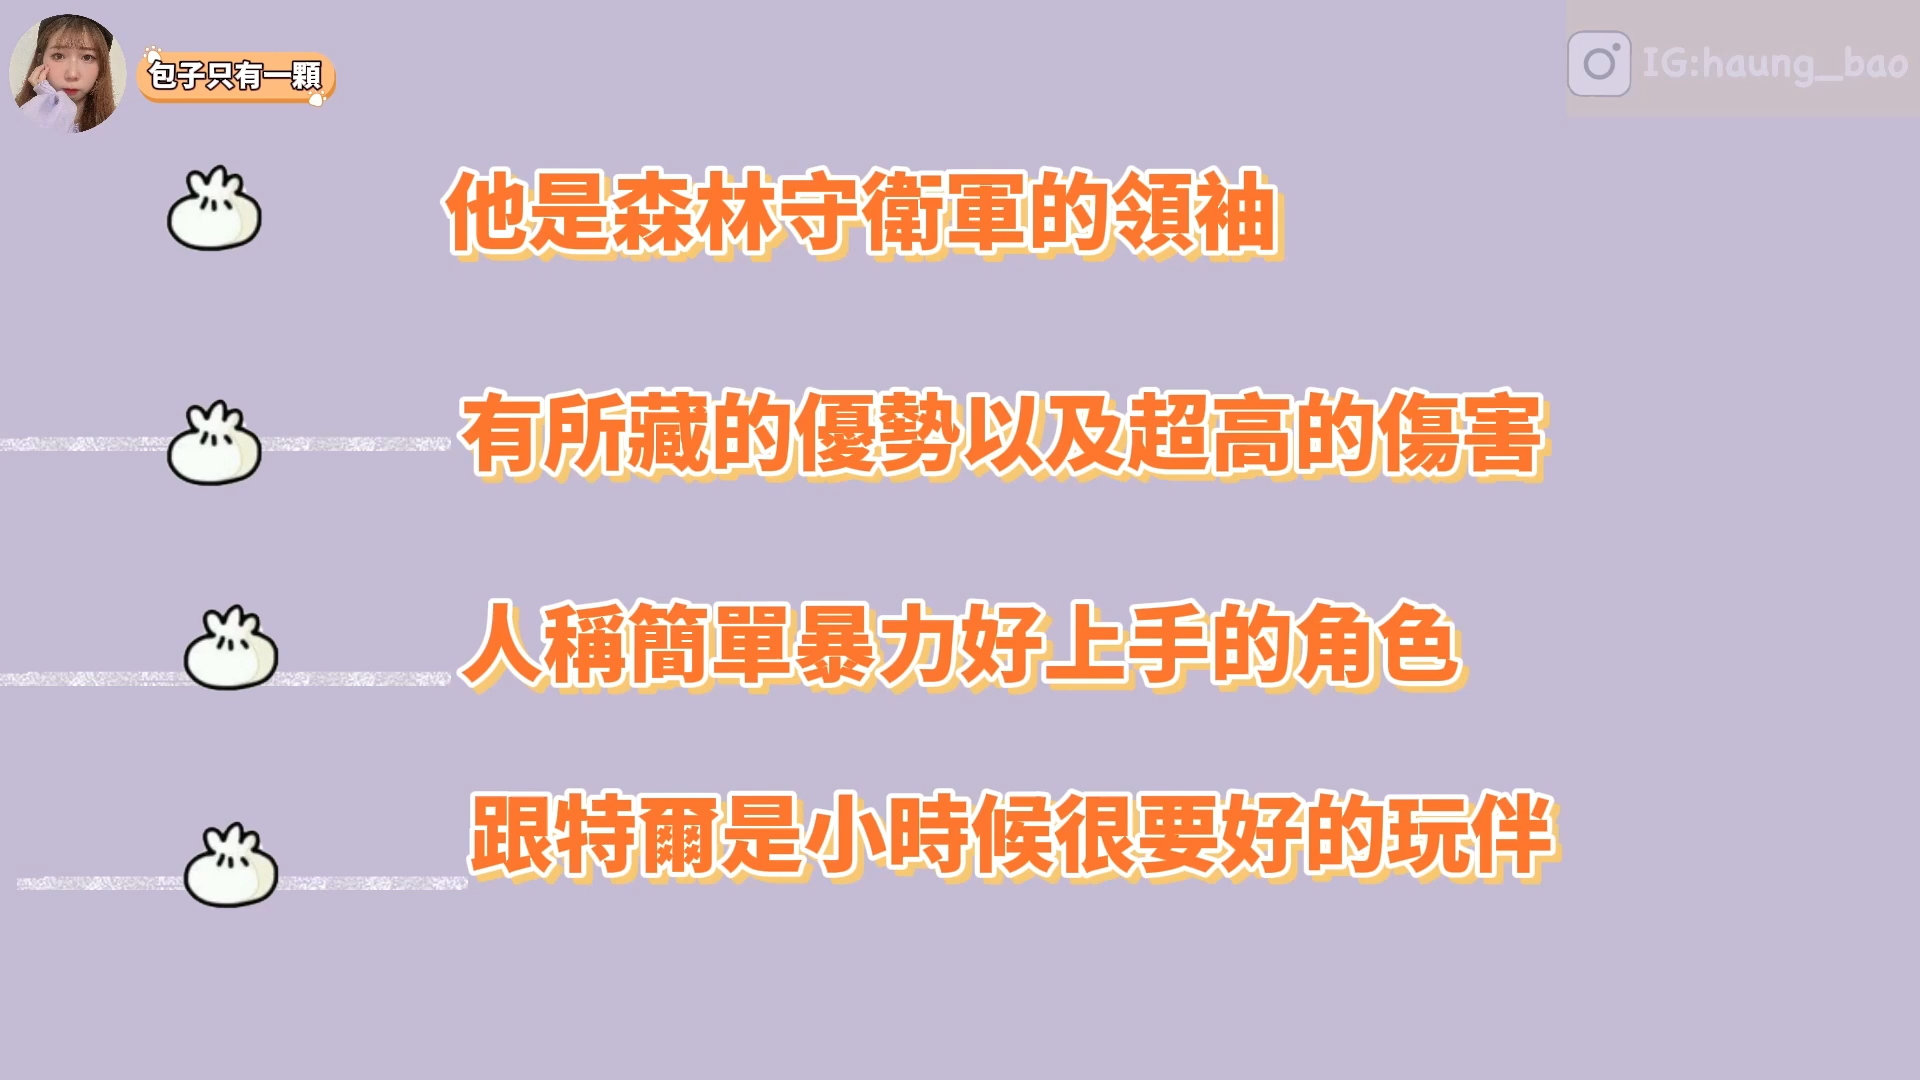 包子只有一顆
IG:haung_bao
他是森林守衛軍的領袖
有所藏的優勢以及超高的傷害
人稱簡單暴力好上手的角色
跟特爾是小時候很要好的玩伴